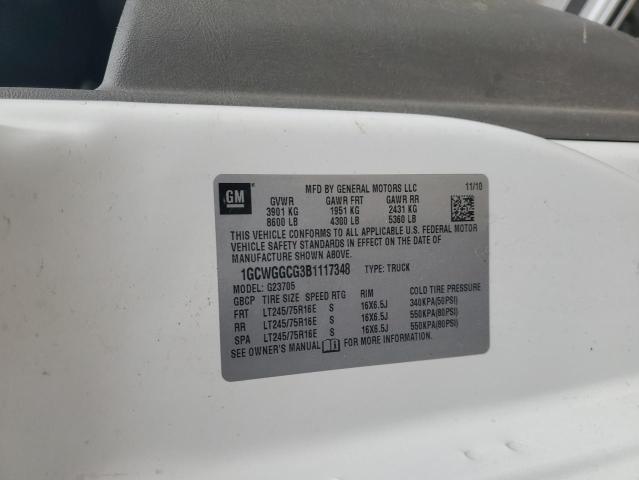 GM
MFD BY GENERAL MOTORS LLC 11/10
GVWR GAWR FRT GAWR RR
3901 KG 1951 KG 2431 KG
8600 LB 4300 LB 5360 LB
THIS VEHICLE CONFORMS TO ALL APPLICABLE U.S. FEDERAL MOTOR
VEHICLE SAFETY STANDARDS IN EFFECT ON THE DATE OF
MANUFACTURE SHOWN ABOVE.
1GCWGGCG3B1117348 TYPE: TRUCK
MODEL: G23705
GBCP TIRE SIZE SPEED RTG RIM COLD TIRE PRESSURE
FRT LT245/75R16E S 16X6.5J 340KPA(50PSI)
RR LT245/75R16E S 16X6.5J 550KPA(80PSI)
SPA LT245/75R16E S 16X6.5J 550KPA(80PSI)
SEE OWNER'S MANUAL FOR MORE INFORMATION.